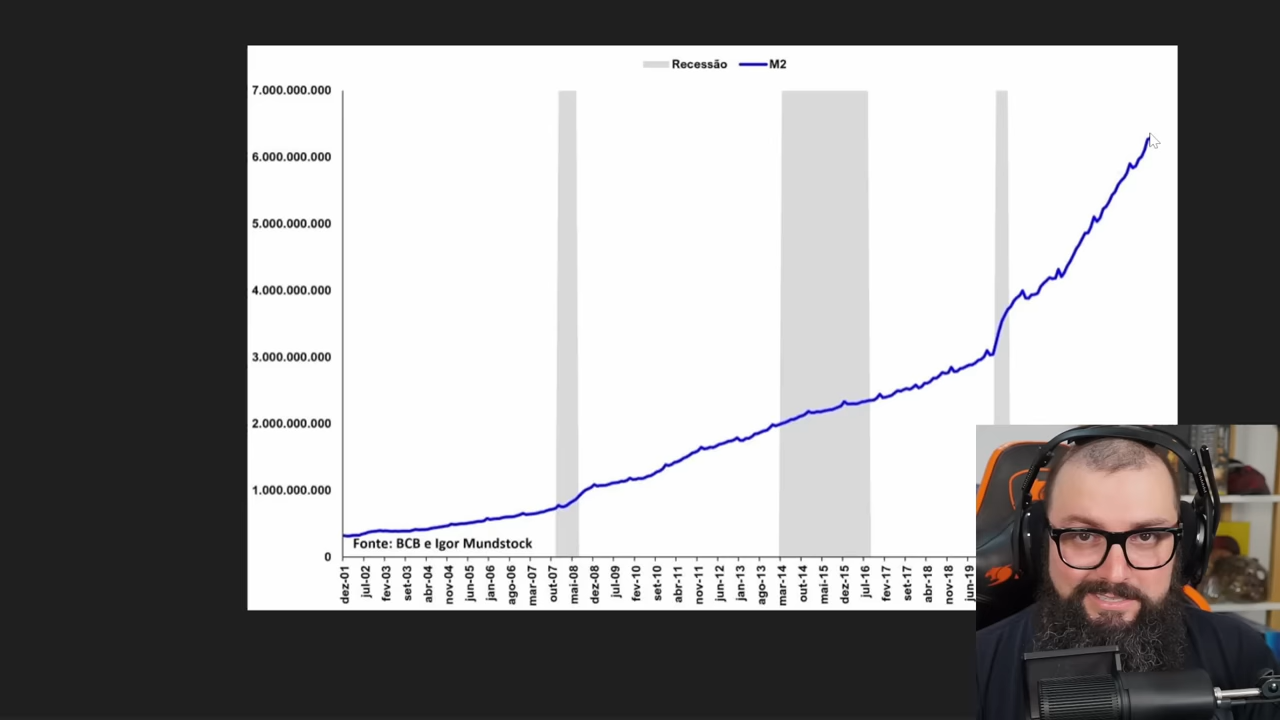 Recessão M2
7.000.000.000
6.000.000.000
5.000.000.000
4.000.000.000
3.000.000.000
2.000.000.000
1.000.000.000
0
Fonte: BCB e Igor Mundstock
dez-01 jul-02 fev-03 set-03 abr-04 nov-04 jun-05 jan-06 ago-06 mar-07 out-07 mai-08 dez-08 jul-09 fev-10 set-10 abr-11 nov-11 jun-12 jan-13 ago-13 mar-14 out-14 mai-15 dez-15 jul-16 fev-17 set-17 abr-18 nov-18 jun-19